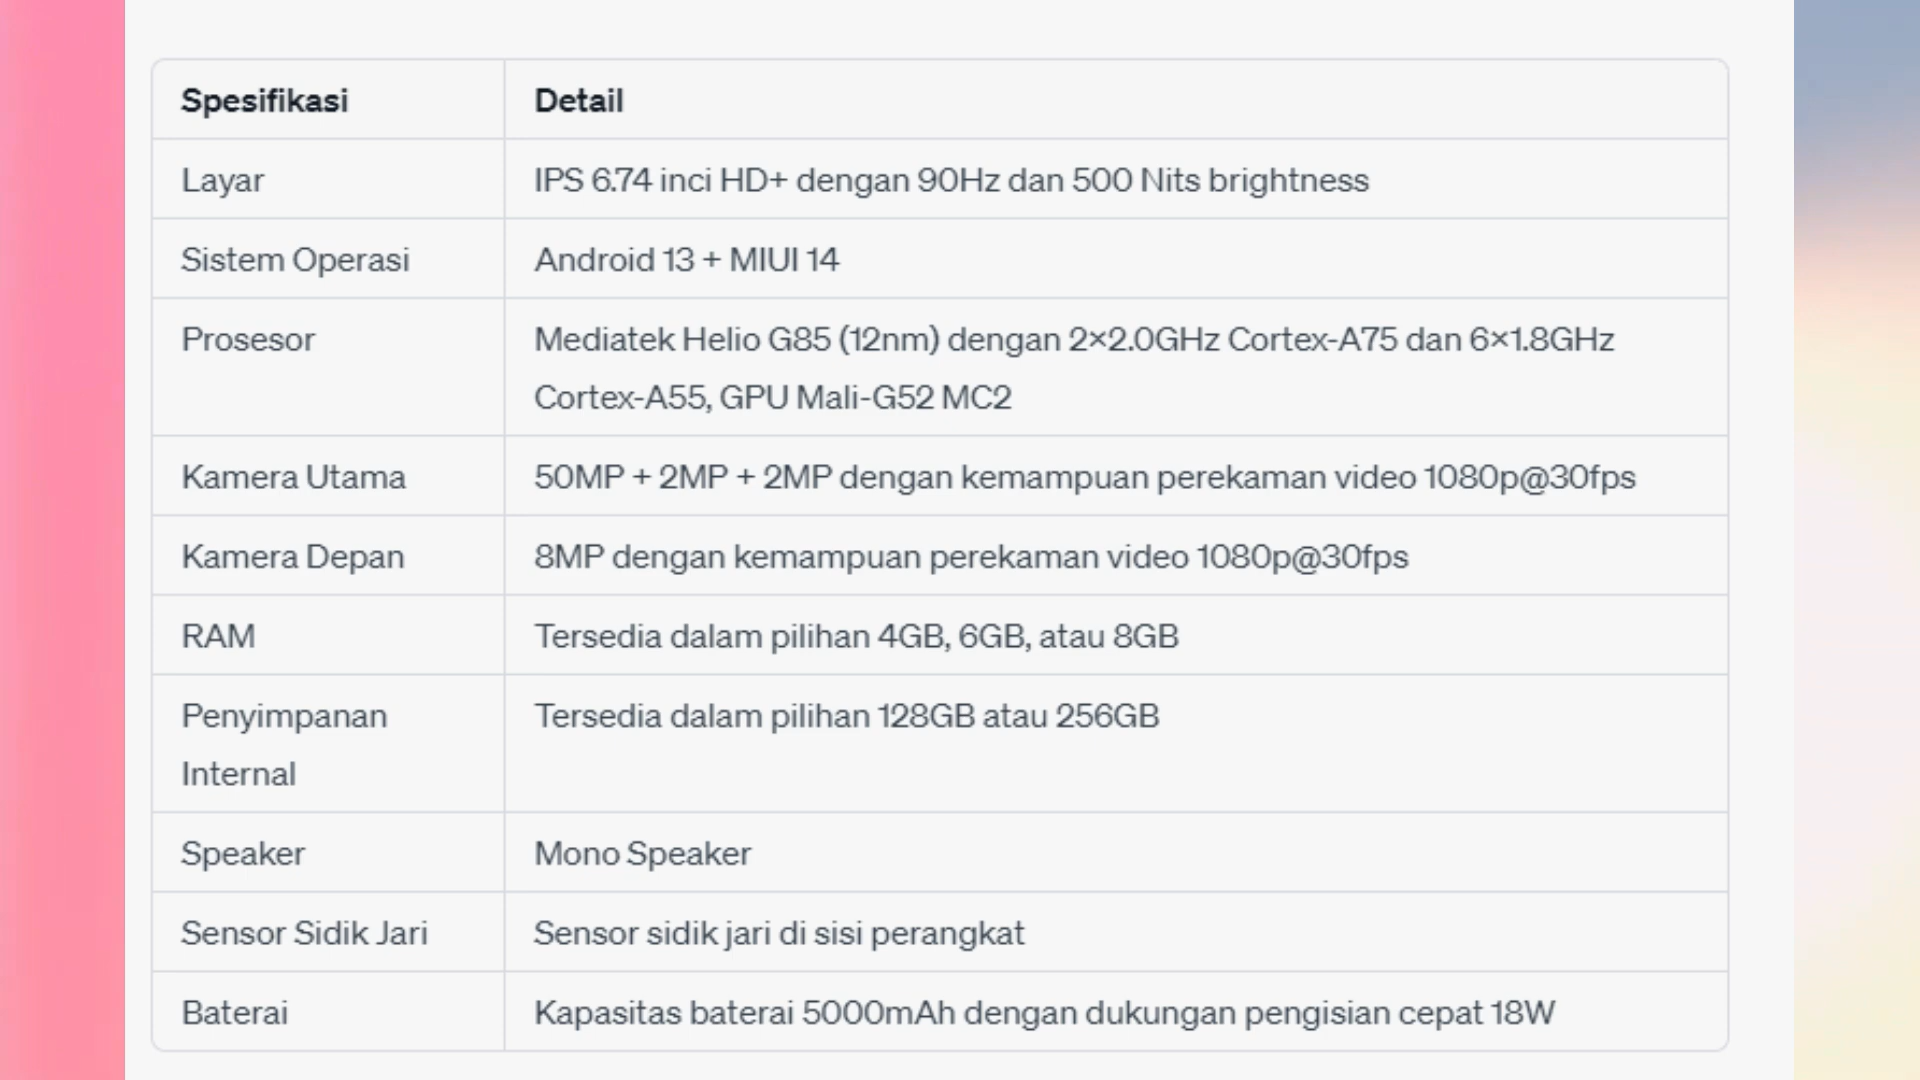 Spesifikasi Detail
Layar IPS 6.74 inci HD+ dengan 90Hz dan 500 Nits brightness
Sistem Operasi Android 13 + MIUI 14
Prosesor Mediatek Helio G85 (12nm) dengan 2×2.0GHz Cortex-A75 dan 6×1.8GHz
Cortex-A55, GPU Mali-G52 MC2
Kamera Utama 50MP + 2MP + 2MP dengan kemampuan perekaman video 1080p@30fps
Kamera Depan 8MP dengan kemampuan perekaman video 1080p@30fps
RAM Tersedia dalam pilihan 4GB, 6GB, atau 8GB
Penyimpanan Tersedia dalam pilihan 128GB atau 256GB
Internal
Speaker Mono Speaker
Sensor Sidik Jari Sensor sidik jari di sisi perangkat
Baterai Kapasitas baterai 5000mAh dengan dukungan pengisian cepat 18W